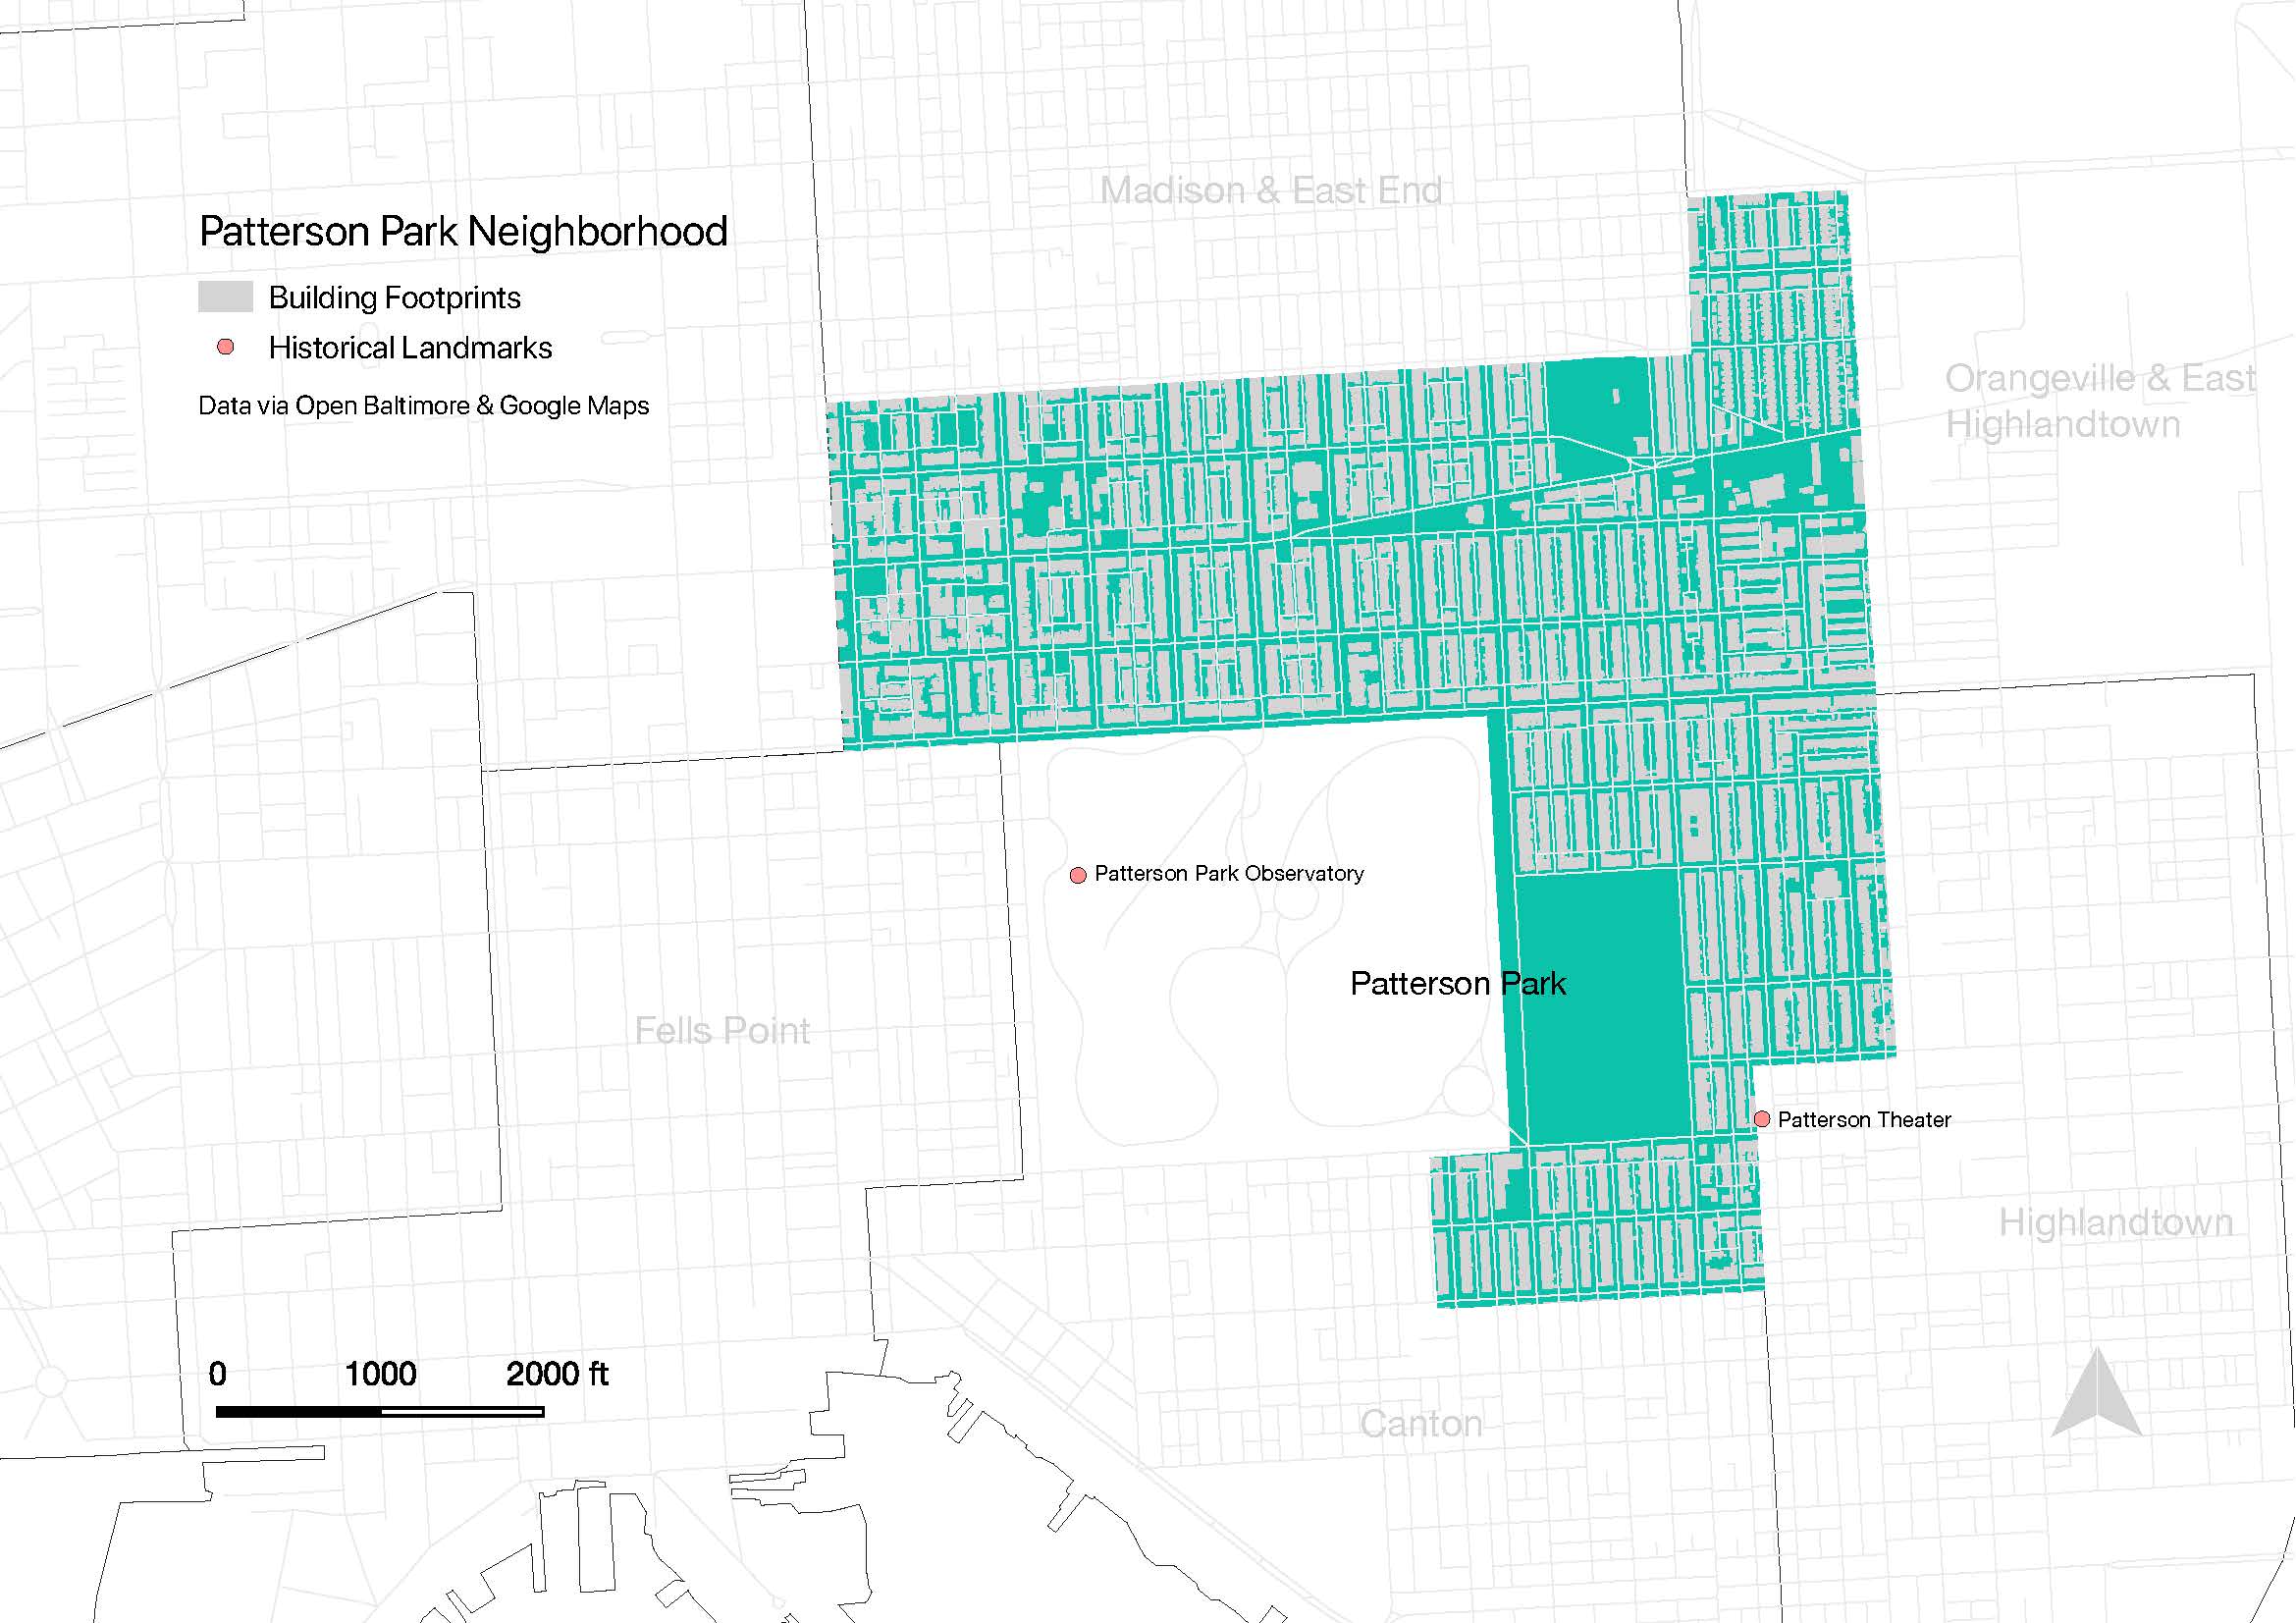 Madison & East End
Patterson Park Neighborhood
Building Footprints
Historical Landmarks
Data via Open Baltimore & Google Maps
Orangeville & East
Highlandtown
Patterson Park Observatory
Patterson Park
Fells Point
Patterson Theater
Highlandtown
0 1000 2000 ft
Canton